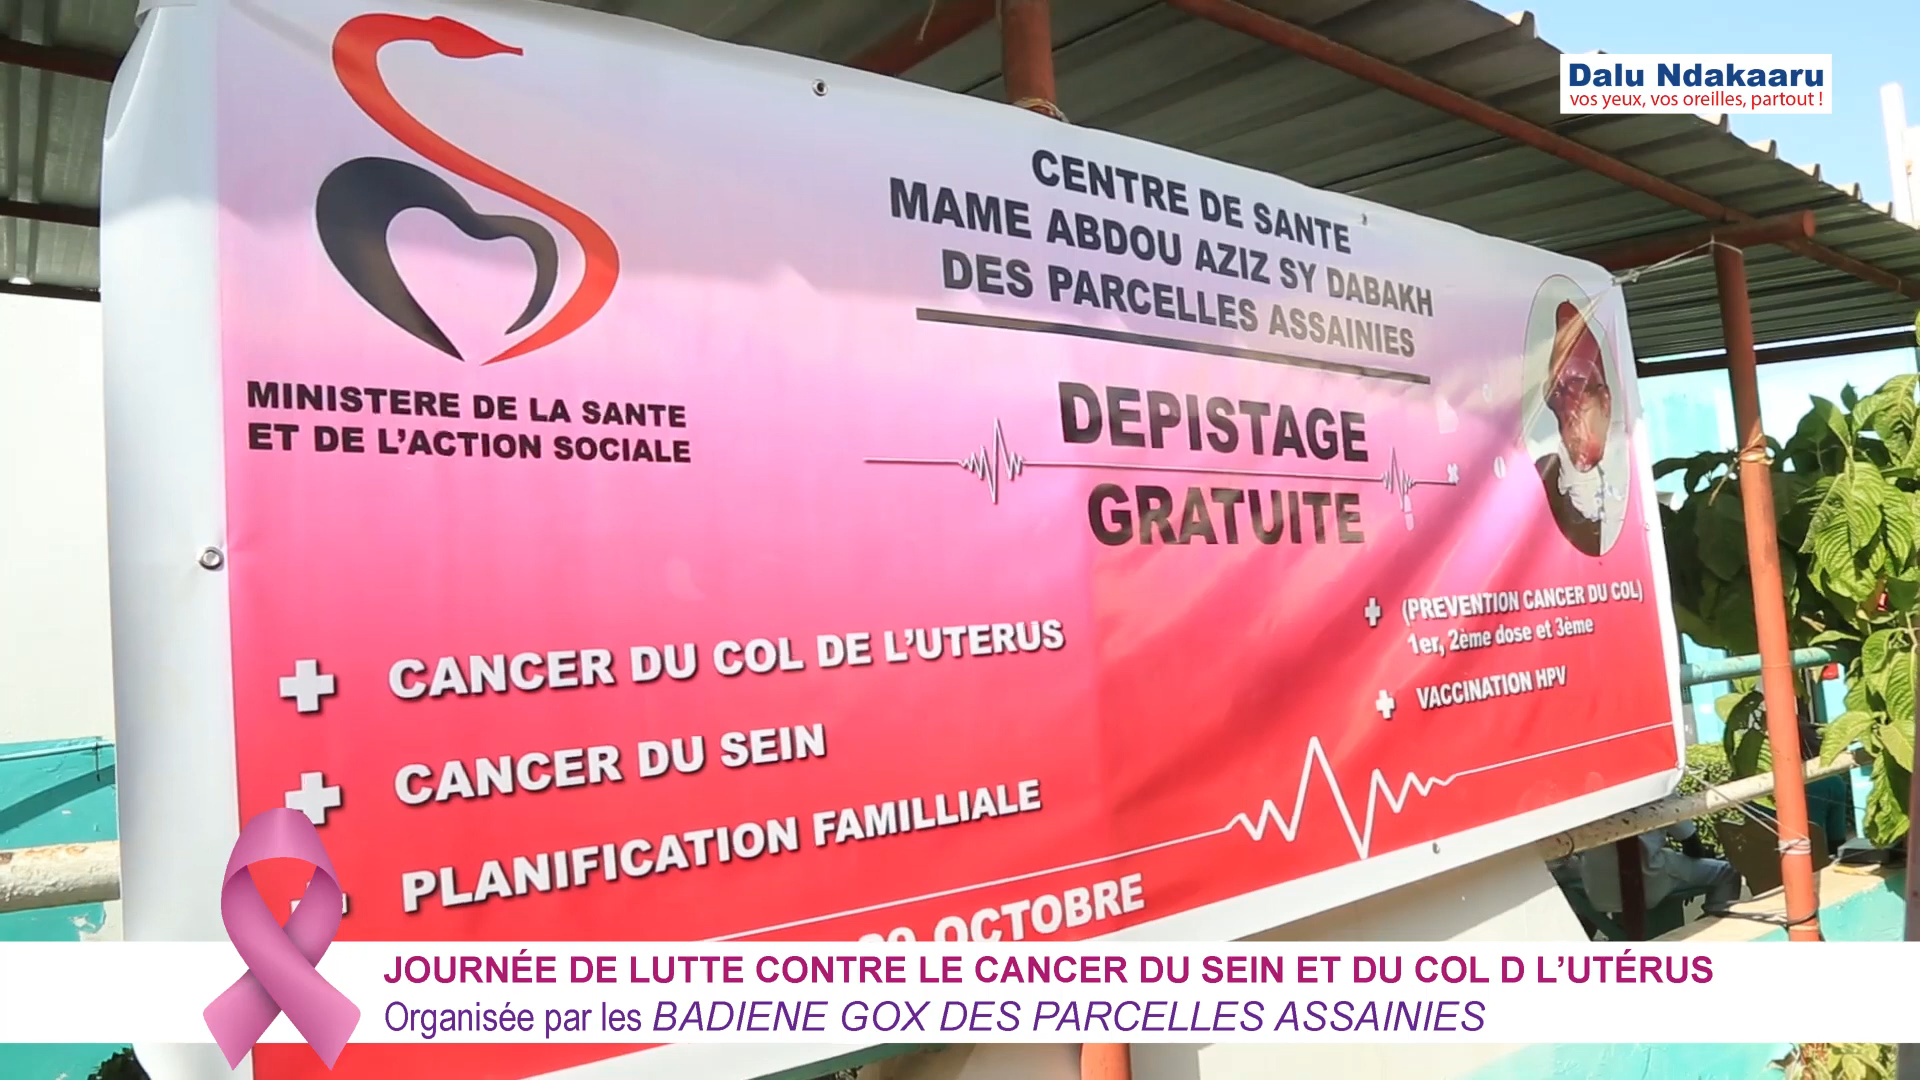 Dalu Ndakaaru
vos yeux, vos oreilles, partout !
MINISTERE DE LA SANTE
ET DE L'ACTION SOCIALE
CENTRE DE SANTE
MAME ABDOU AZIZ SY DABAKH
DES PARCELLES ASSAINIES
DEPISTAGE
GRATUITE
CANCER DU COL DE L'UTERUS
CANCER DU SEIN
PLANIFICATION FAMILLIALE
(PREVENTION CANCER DU COL)
1er, 2ème dose et 3ème
VACCINATION HPV
OCTOBRE
JOURNÉE DE LUTTE CONTRE LE CANCER DU SEIN ET DU COL D L'UTÉRUS
Organisée par les BADIENE GOX DES PARCELLES ASSAINIES